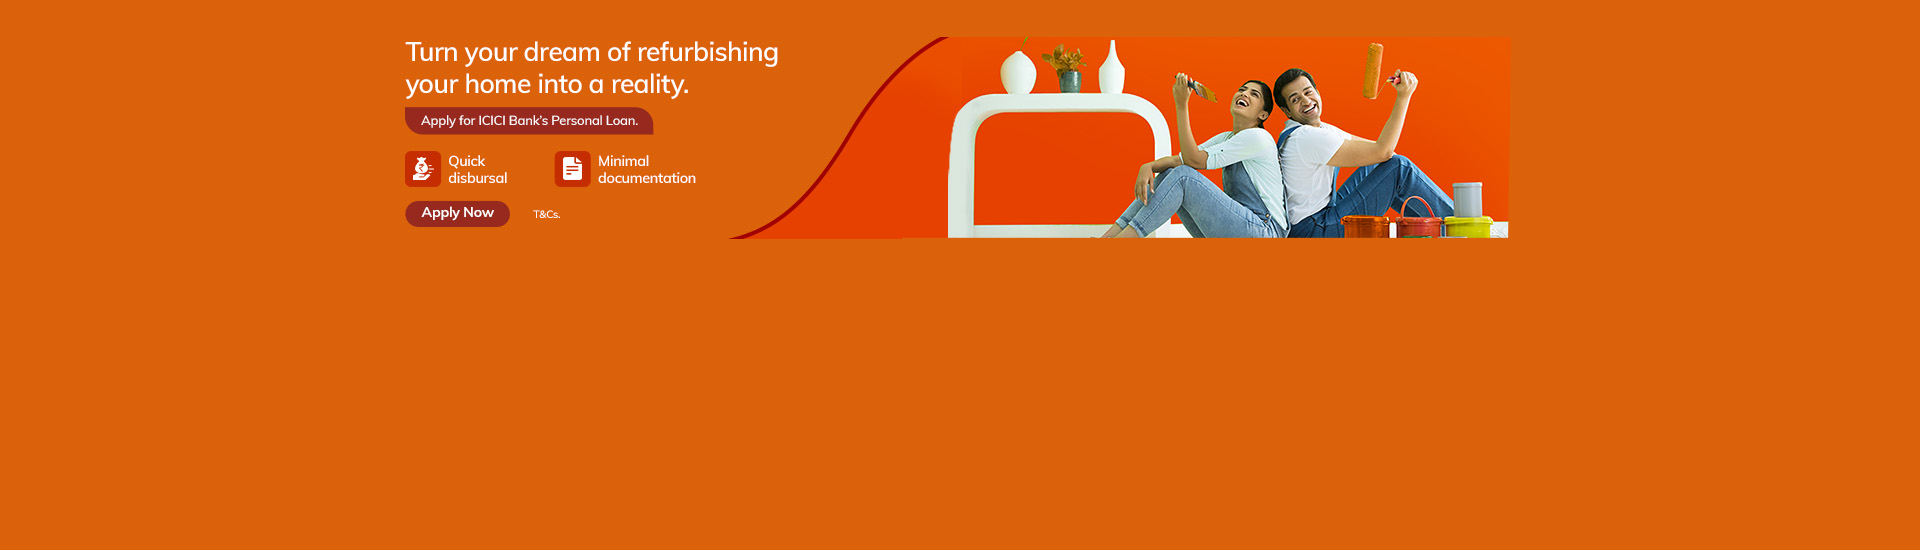 Turn your dream of refurbishing
your home into a reality.
Apply for ICICI Bank's Personal Loan.
Quick
disbursal
Minimal
documentation
Apply Now
T&Cs.